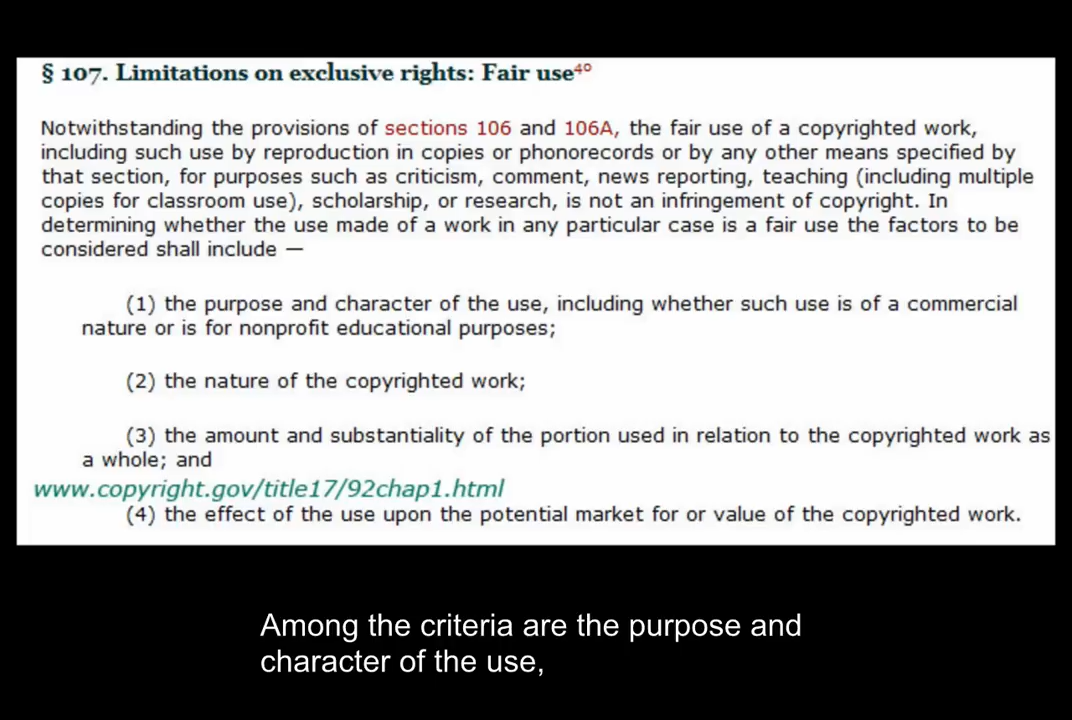 § 107. Limitations on exclusive rights: Fair use40
Notwithstanding the provisions of sections 106 and 106A, the fair use of a copyrighted work,
including such use by reproduction in copies or phonorecords or by any other means specified by
that section, for purposes such as criticism, comment, news reporting, teaching (including multiple
copies for classroom use), scholarship, or research, is not an infringement of copyright. In
determining whether the use made of a work in any particular case is a fair use the factors to be
considered shall include —
(1) the purpose and character of the use, including whether such use is of a commercial
nature or is for nonprofit educational purposes;
(2) the nature of the copyrighted work;
(3) the amount and substantiality of the portion used in relation to the copyrighted work as
a whole; and
www.copyright.gov/title17/92chap1.html
(4) the effect of the use upon the potential market for or value of the copyrighted work.
Among the criteria are the purpose and
character of the use,